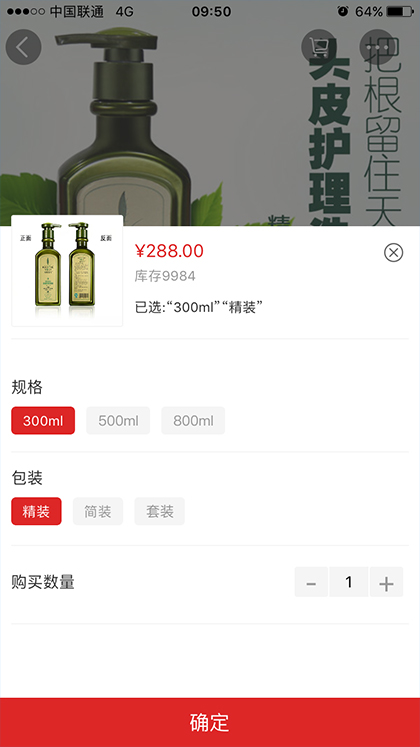 中国联通 4G 09:50 64%
把根留住天
头皮护理洗
精
正面 反面
¥288.00
库存9984
已选:“300ml”“精装”
规格
300ml 500ml 800ml
包装
精装 简装 套装
购买数量
- 1 +
确定